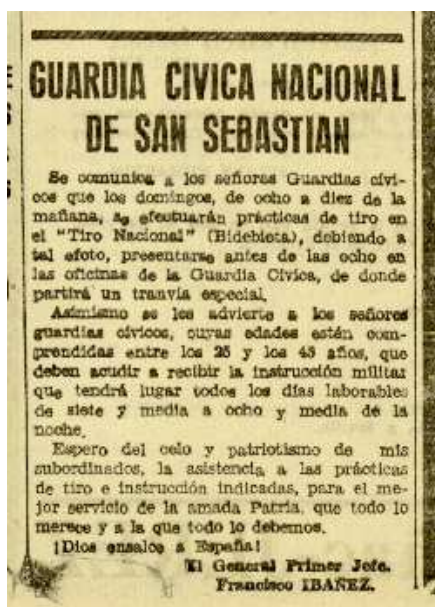 GUARDIA CIVICA NACIONAL
DE SAN SEBASTIAN
Se comunica a los señores Guardias cívi-
cos que los domingos, de ocho a diez de la
mañana, se efectuarán prácticas de tiro en
el "Tiro Nacional" (Bidebieta), debiendo a
tal efoto, presentarse antes de las ocho en
las oficinas de la Guardia Cívica, de donde
partirá un tranvía especial.
Asimismo se les advierte a los señores
guardias cívicos, cuyas edades estén com-
prendidas entre los 25 y los 45 años, que
deben acudir a recibir la instrucción militar
que tendrá lugar todos los días laborables
de siete y media a ocho y media de la
noche.
Espero del celo y patriotismo de mis
subordinados, la asistencia a las prácticas
de tiro e instrucción indicadas, para el me-
jor servicio de la amada Patria, que todo lo
merece y a la que todo lo debemos.
¡Dios ensalce a España!
El General Primer Jefe.
Francisco IBAÑEZ.